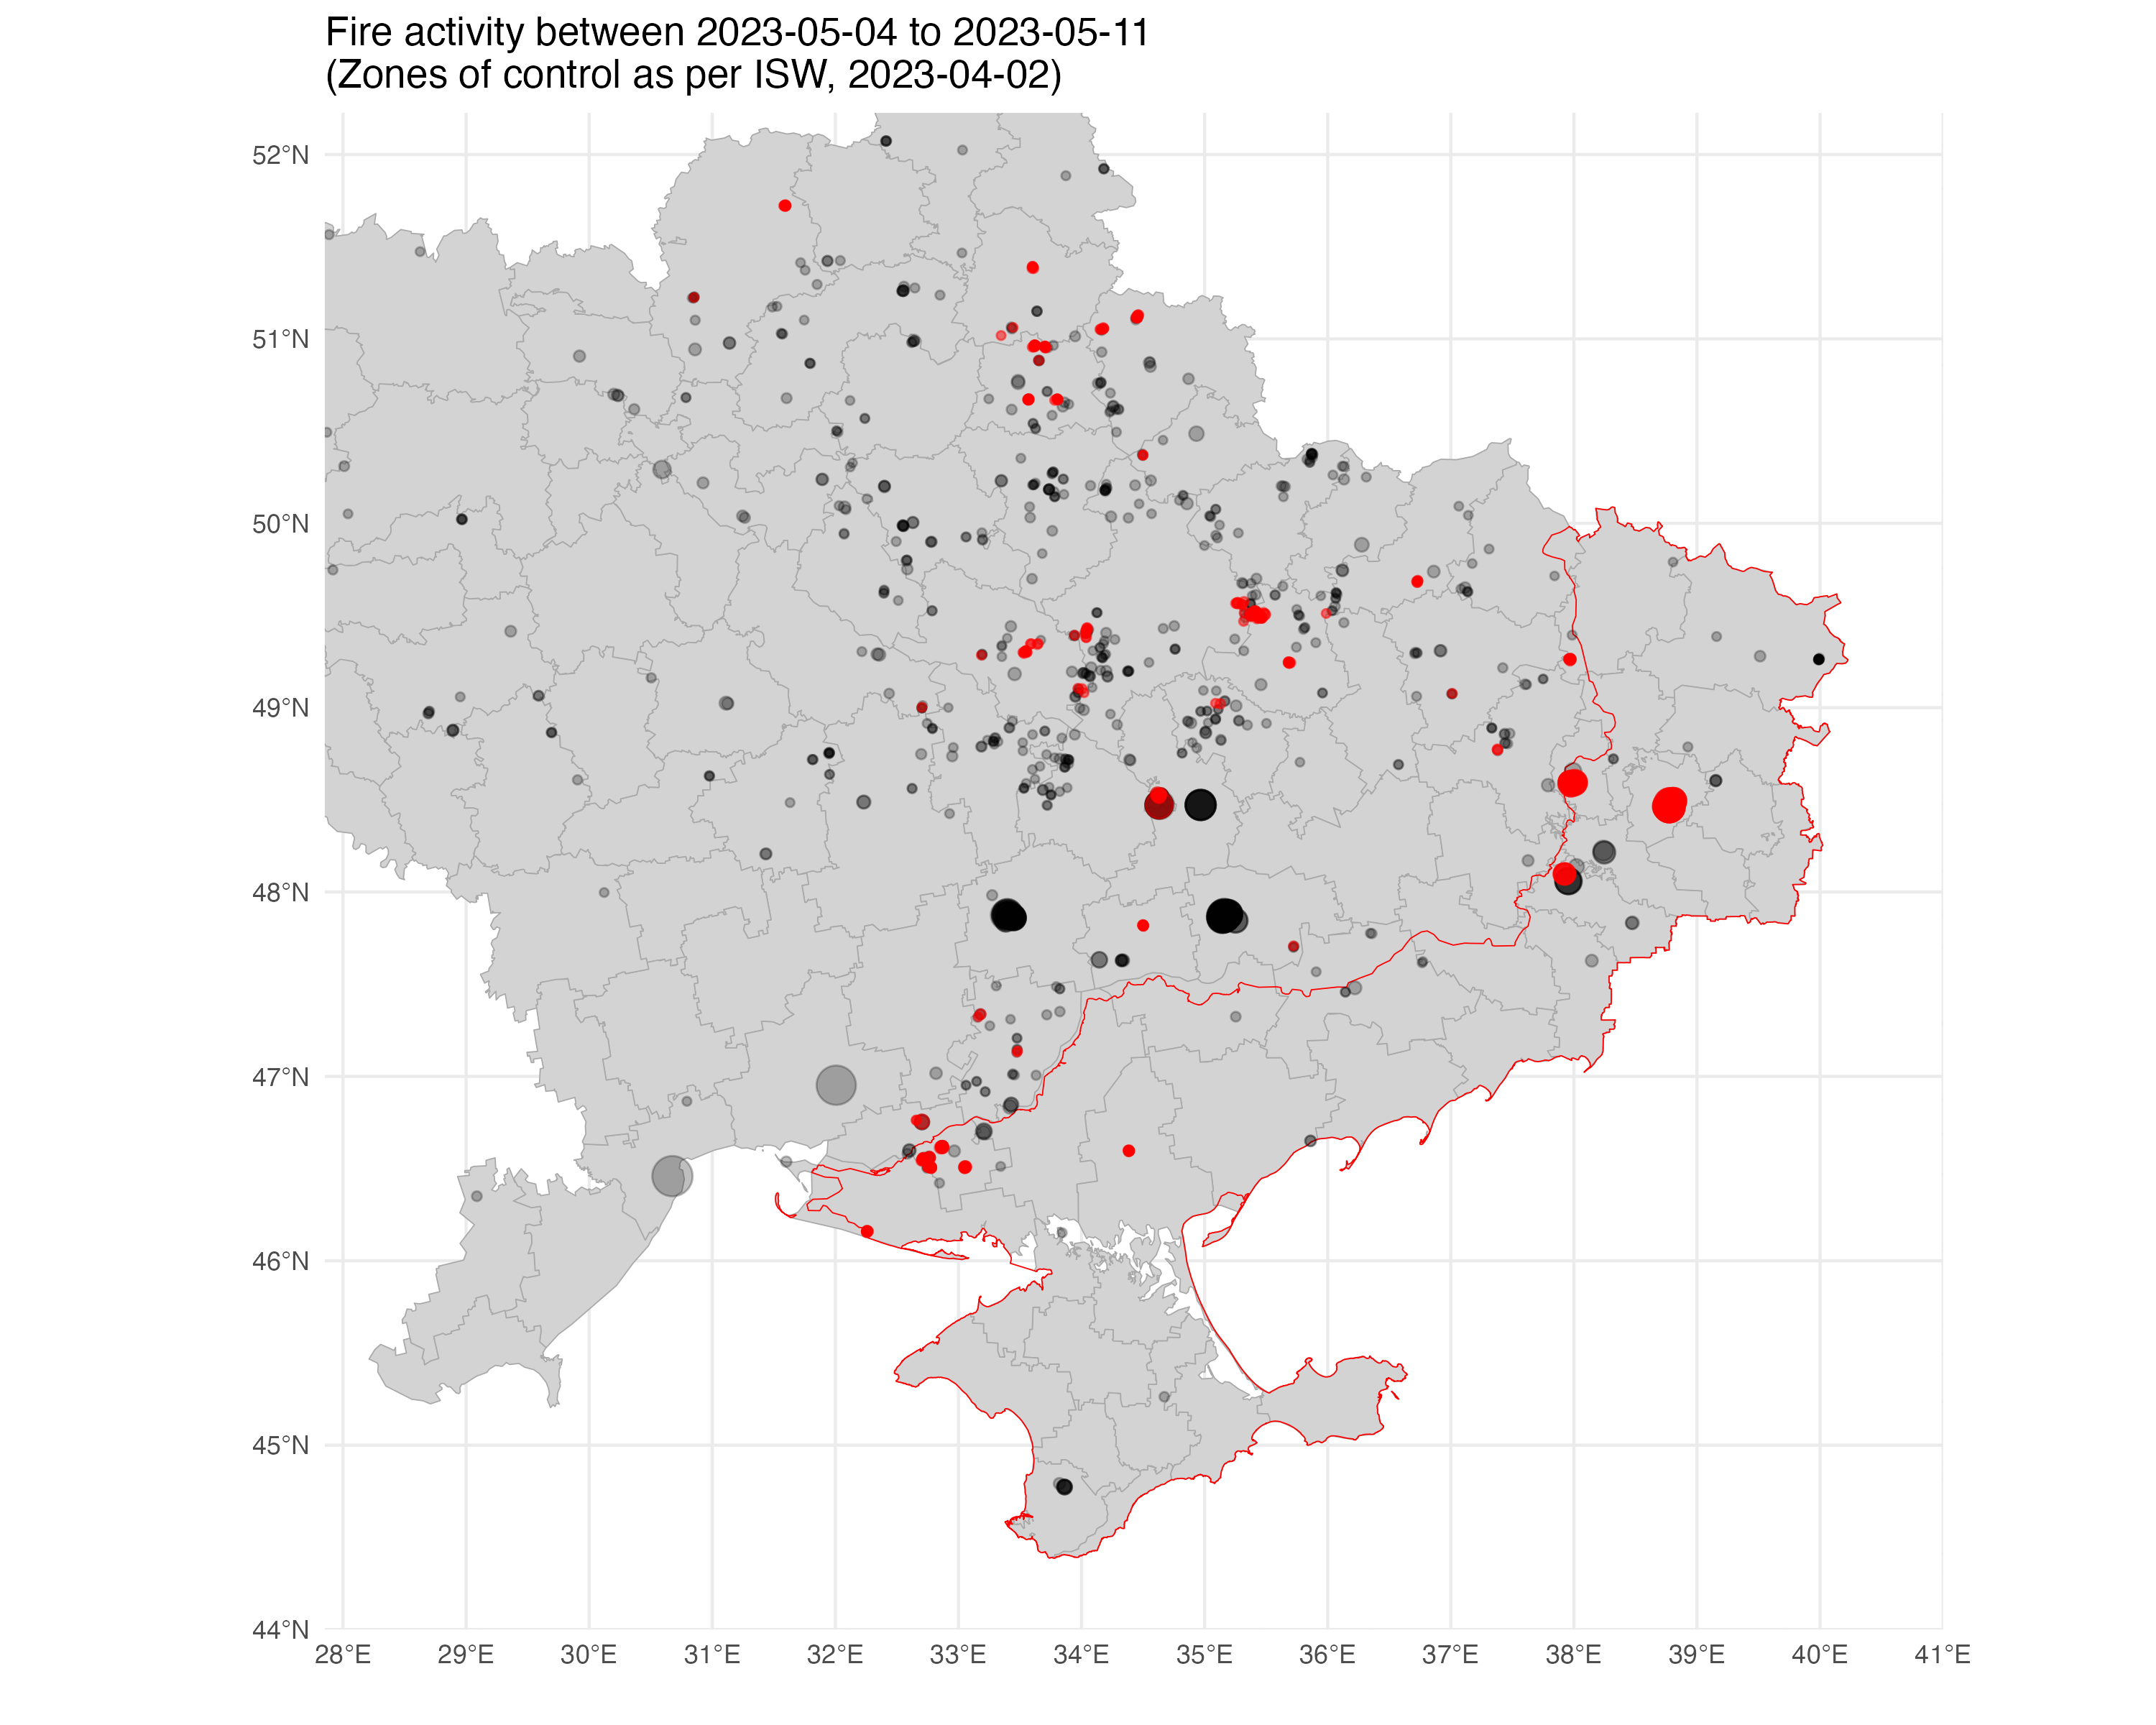 Fire activity between 2023-05-04 to 2023-05-11
(Zones of control as per ISW, 2023-04-02)
52°N
51°N
50°N
49°N
48°N
47°N
46°N
45°N
44°N
28°E 29°E 30°E 31°E 32°E 33°E 34°E 35°E 36°E 37°E 38°E 39°E 40°E 41°E